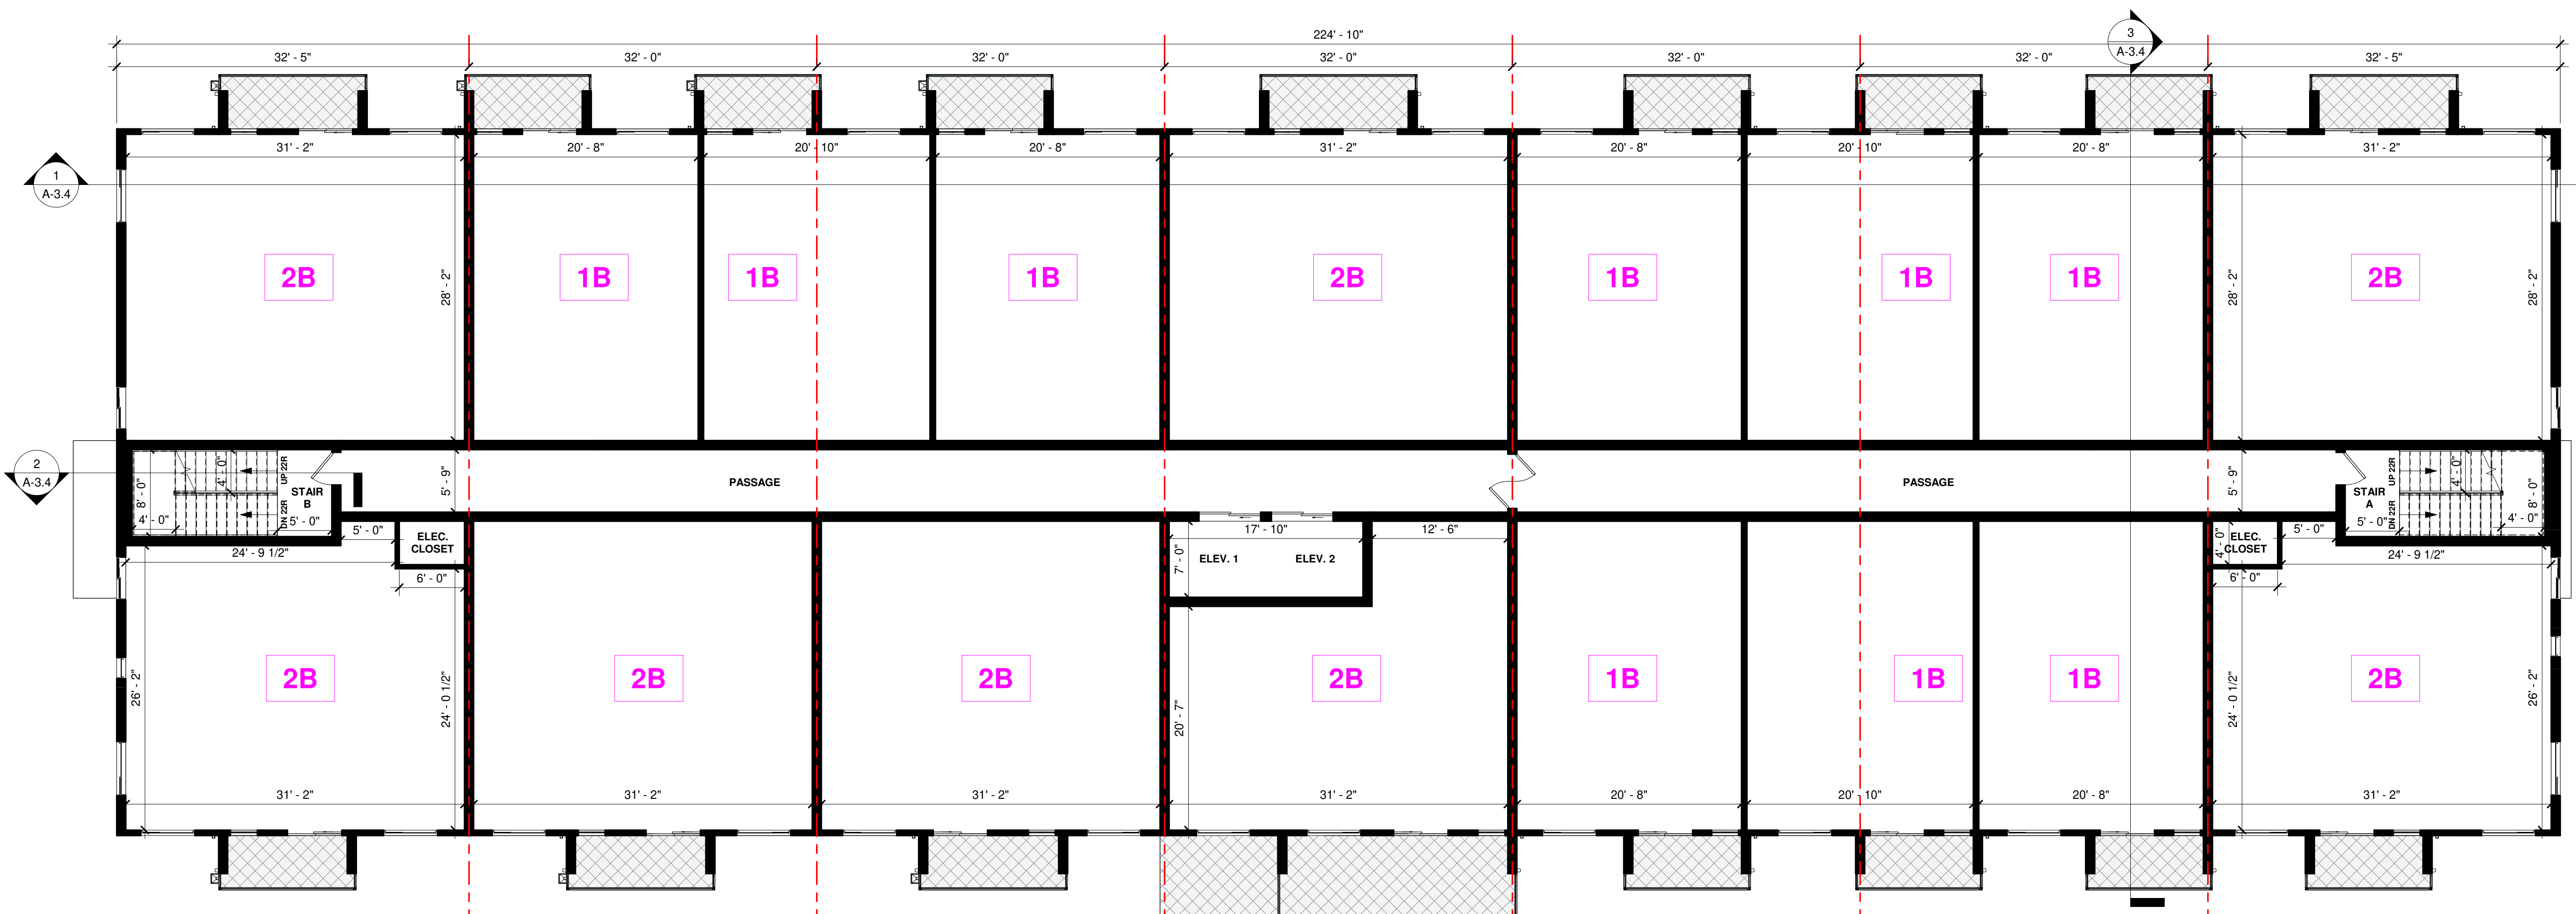 224' - 10"
3
A-3.4
32' - 5" 32' - 0" 32' - 0" 32' - 0" 32' - 0" 32' - 0" 32' - 5"
31' - 2" 20' - 8" 20' - 10" 20' - 8" 31' - 2" 20' - 8" 20' - 10" 20' - 8" 31' - 2"
1
A-3.4
2B 1B 1B 1B 2B 1B 1B 1B 2B
28' - 2" 28' - 2" 28' - 2"
2
A-3.4
8' - 0"
4' - 0"
4' - 0"
UP 22R
DN 22R
STAIR
B
5' - 0"
5' - 9"
PASSAGE
PASSAGE
5' - 9"
STAIR
A
UP 22R
DN 22R
5' - 0"
4' - 0"
4' - 0"
8' - 0"
24' - 9 1/2"
5' - 0"
ELEC.
CLOSET
6' - 0"
17' - 10"
12' - 6"
7' - 0"
ELEV. 1
ELEV. 2
4' - 0"
ELEC.
CLOSET
5' - 0"
6' - 0"
24' - 9 1/2"
2B 2B 2B 2B 1B 1B 1B 2B
26' - 2" 24' - 0 1/2" 20' - 7" 24' - 0 1/2" 26' - 2"
31' - 2" 31' - 2" 31' - 2" 31' - 2" 20' - 8" 20' - 10" 20' - 8" 31' - 2"